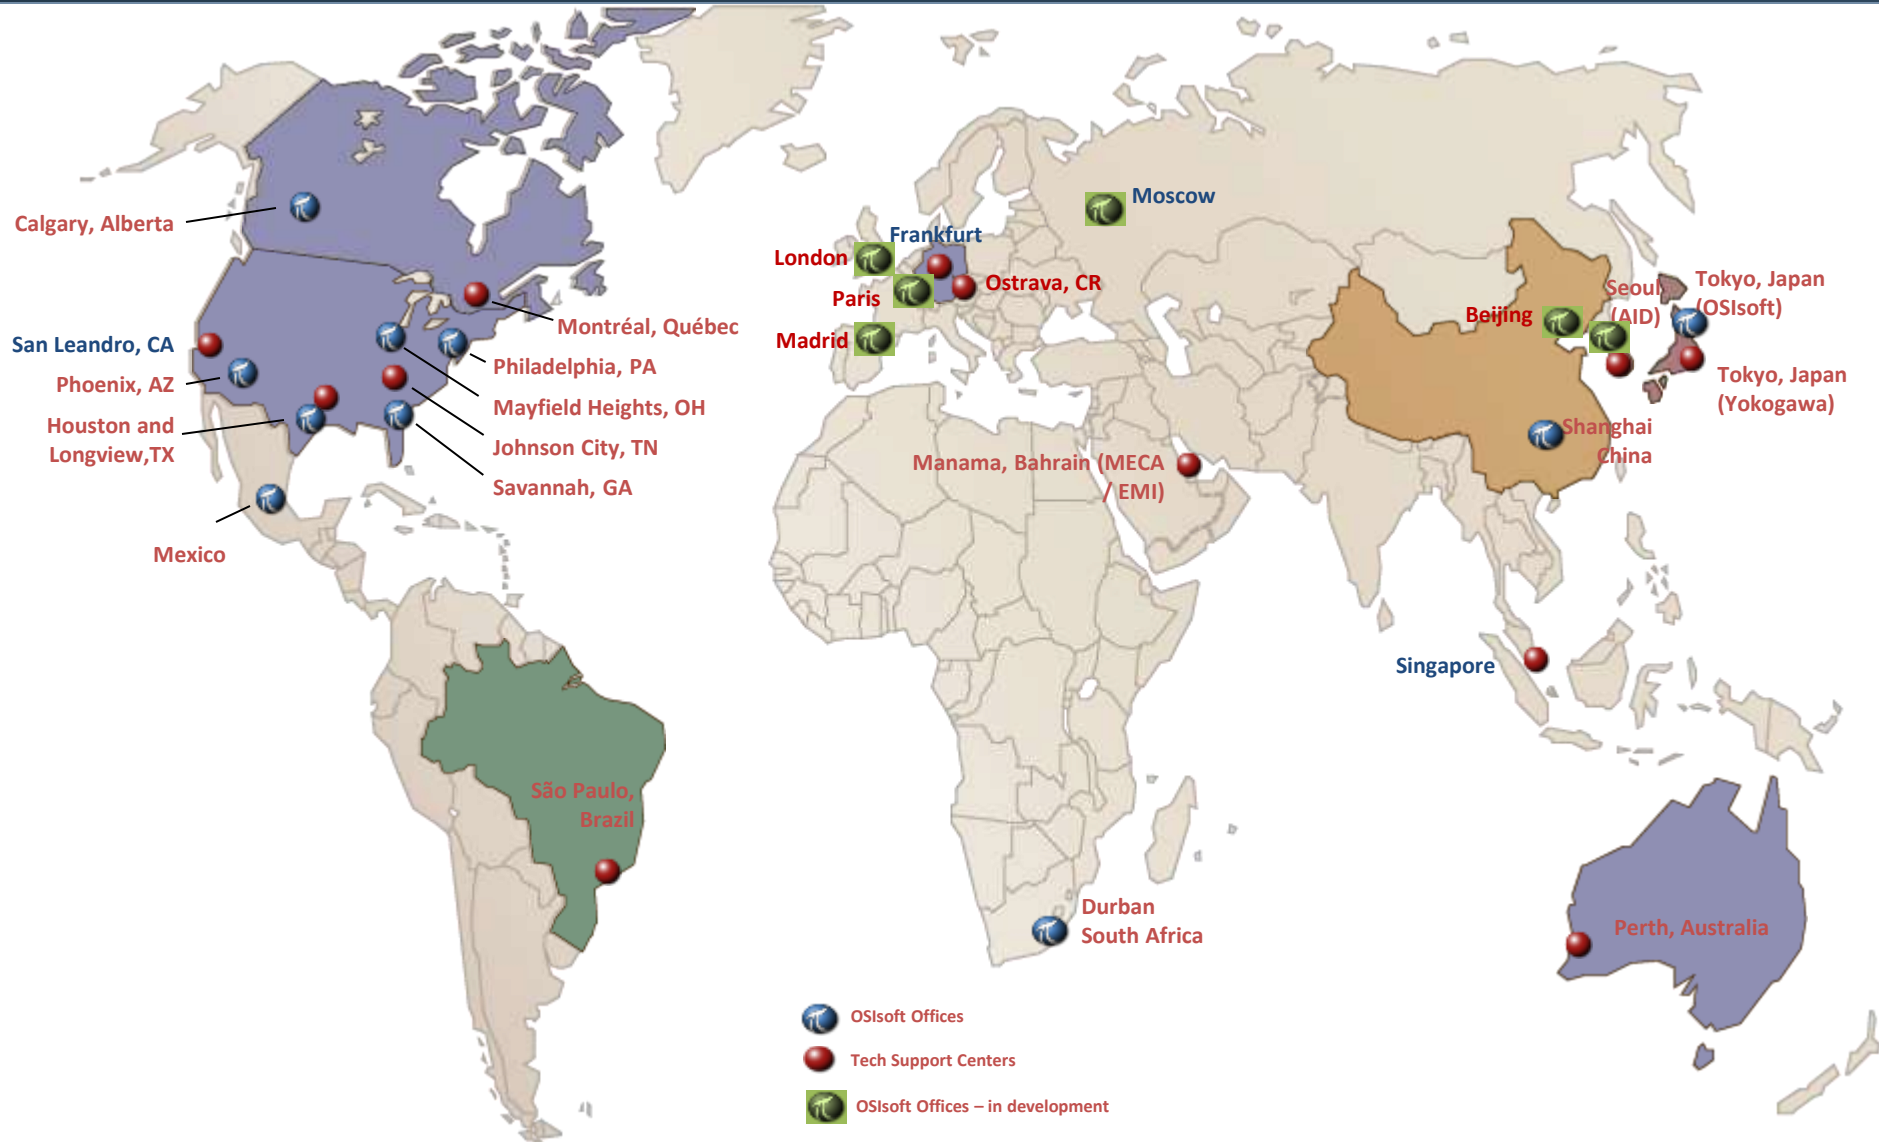 Calgary, Alberta
San Leandro, CA
Phoenix, AZ
Houston and
Longview,TX
Mexico
Montréal, Québec
Philadelphia, PA
Mayfield Heights, OH
Johnson City, TN
Savannah, GA
São Paulo,
Brazil
Moscow
Frankfurt
London
Ostrava, CR
Paris
Madrid
Manama, Bahrain (MECA
/ EMI)
Durban
South Africa
Beijing
Seoul
(AID)
Tokyo, Japan
(OSIsoft)
Tokyo, Japan
(Yokogawa)
Shanghai
China
Singapore
Perth, Australia
OSIsoft Offices
Tech Support Centers
OSIsoft Offices – in development